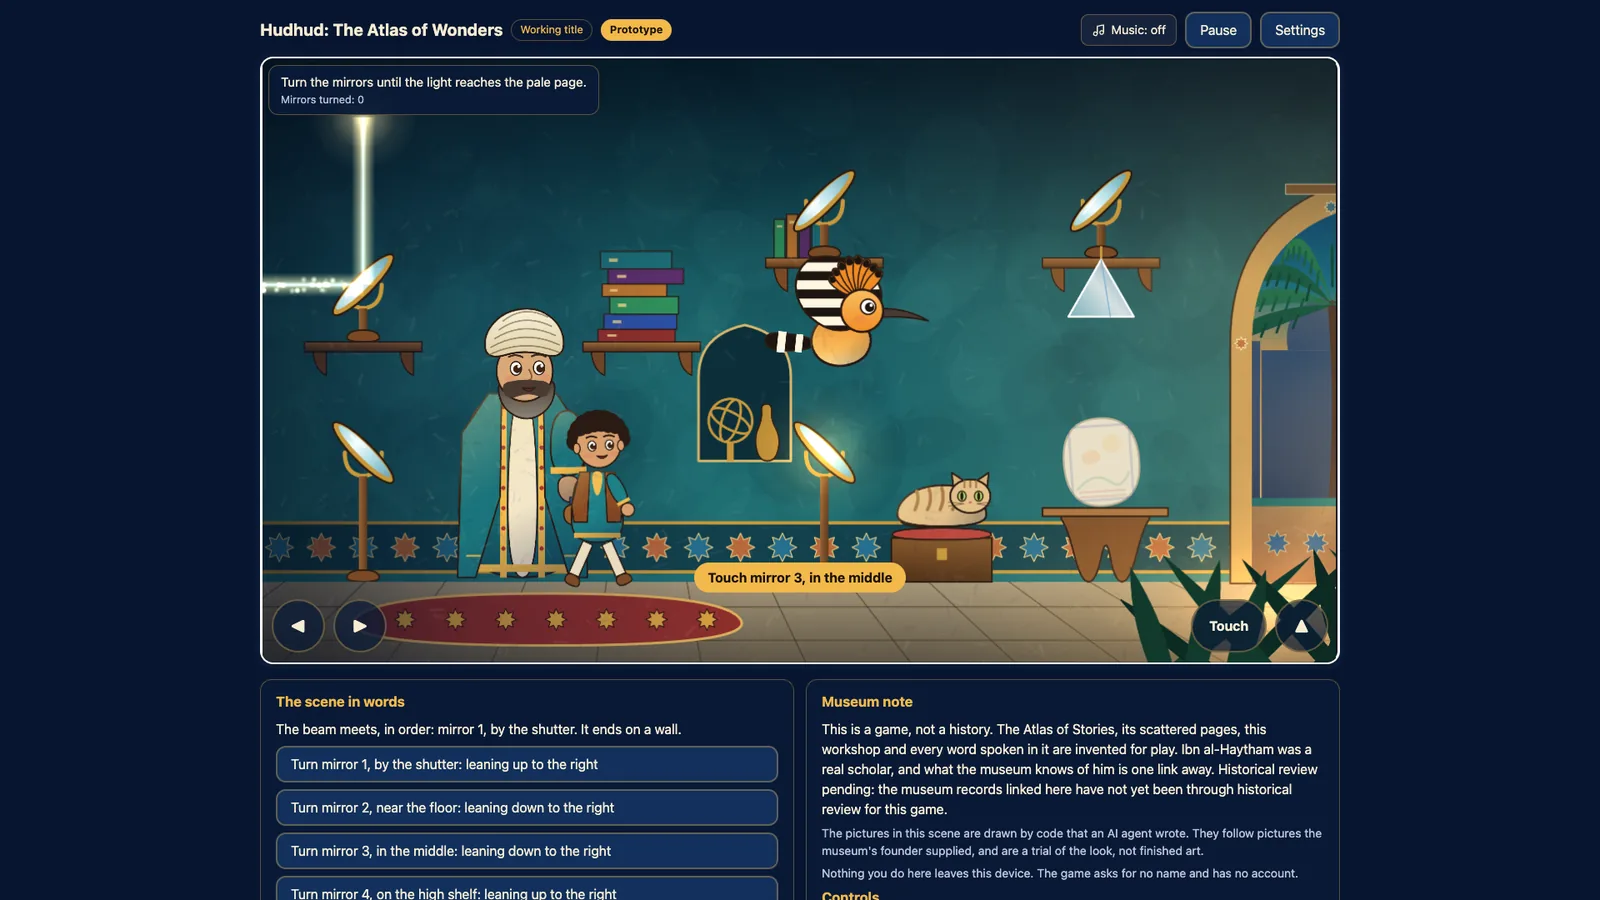 Hudhud: The Atlas of Wonders
Working title
Prototype
Music: off
Pause
Settings
Turn the mirrors until the light reaches the pale page.
Mirrors turned: 0
Touch mirror 3, in the middle
Touch
The scene in words
The beam meets, in order: mirror 1, by the shutter. It ends on a wall.
Turn mirror 1, by the shutter: leaning up to the right
Turn mirror 2, near the floor: leaning down to the right
Turn mirror 3, in the middle: leaning down to the right
Turn mirror 4, on the high shelf: leaning up to the right
Museum note
This is a game, not a history. The Atlas of Stories, its scattered pages, this
workshop and every word spoken in it are invented for play. Ibn al-Haytham was a
real scholar, and what the museum knows of him is one link away. Historical review
pending: the museum records linked here have not yet been through historical
review for this game.
The pictures in this scene are drawn by code that an AI agent wrote. They follow pictures the
museum's founder supplied, and are a trial of the look, not finished art.
Nothing you do here leaves this device. The game asks for no name and has no account.
Controls